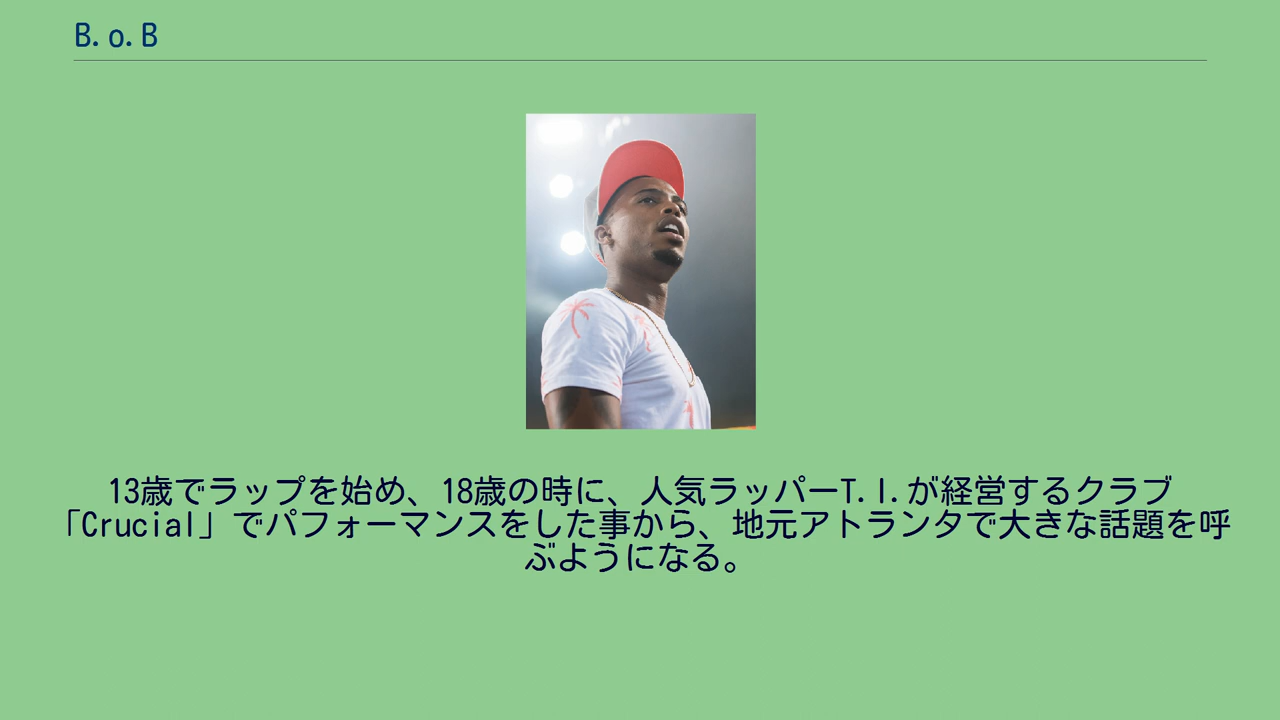 B.o.B
13歳でラップを始め、18歳の時に、人気ラッパーT.I.が経営するクラブ
「Crucial」でパフォーマンスをした事から、地元アトランタで大きな話題を呼
ぶようになる。